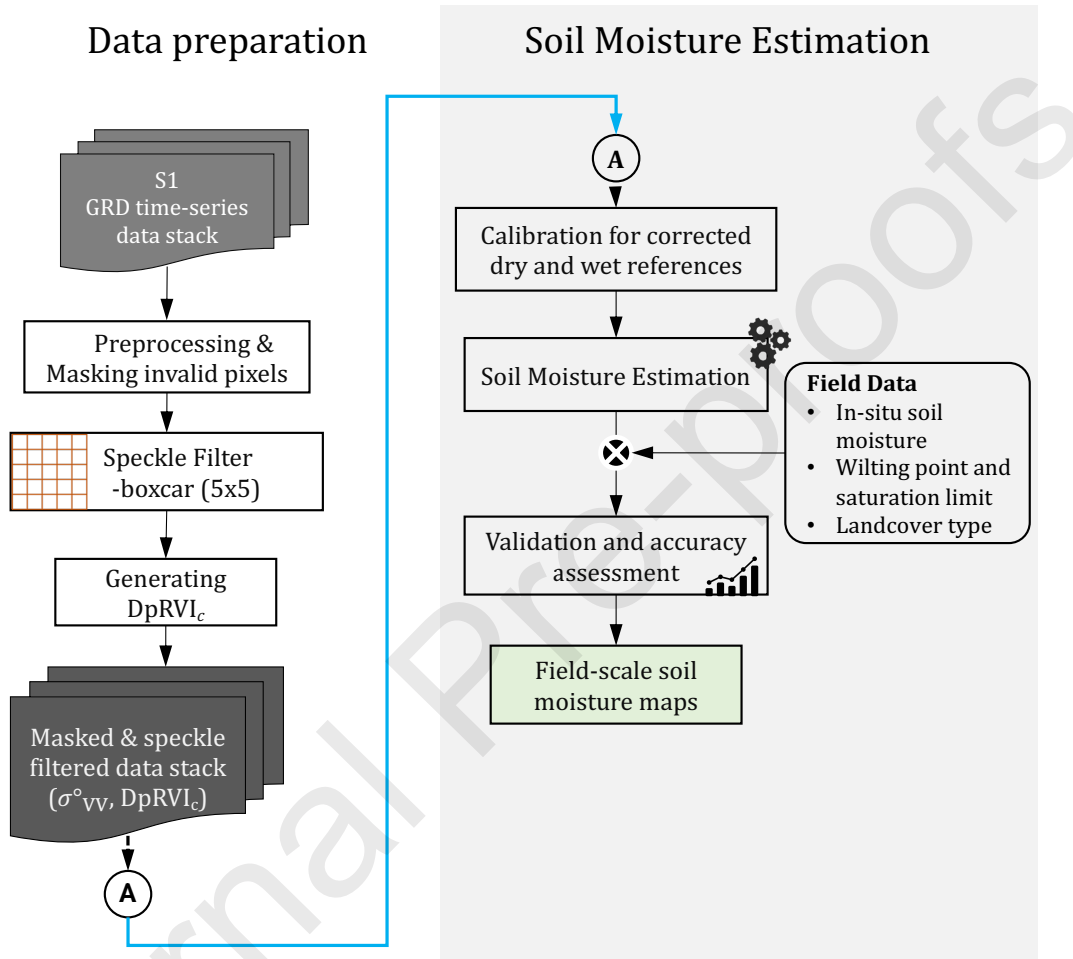 Data preparation
S1
GRD time-series
data stack
Preprocessing &
Masking invalid pixels
Speckle Filter
-boxcar (5x5)
Generating
DpRVIc
Masked & speckle
filtered data stack
(σ°VV, DpRVIc)
A
Soil Moisture Estimation
A
Calibration for corrected
dry and wet references
Soil Moisture Estimation
Field Data
• In-situ soil
moisture
• Wilting point and
saturation limit
• Landcover type
Validation and accuracy
assessment
Field-scale soil
moisture maps
rnal Pre-proofs